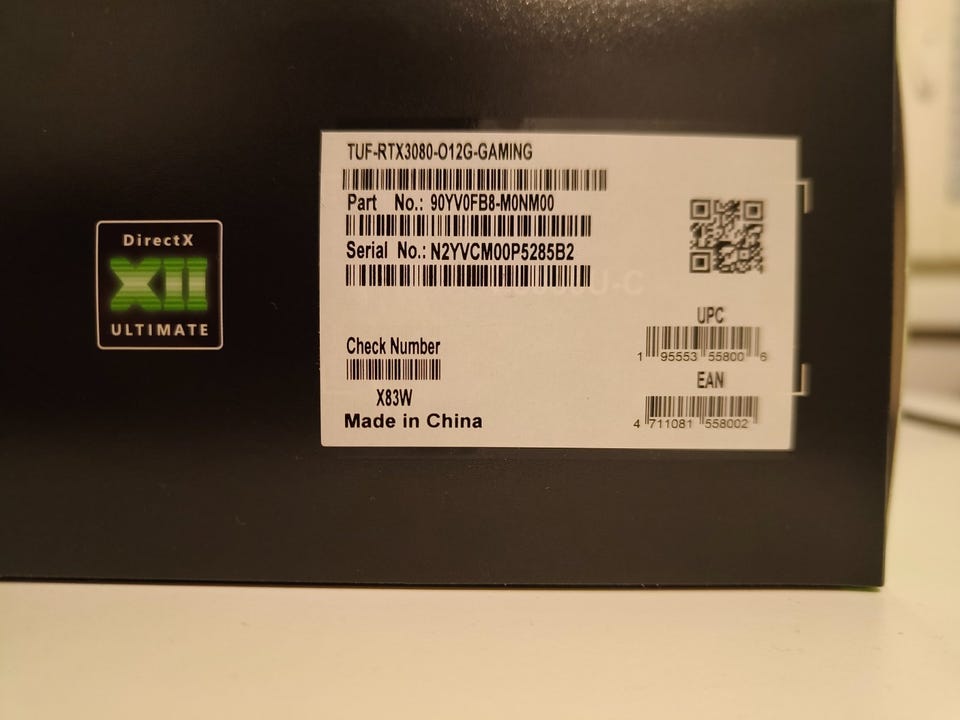 DirectX
XII
ULTIMATE
TUF-RTX3080-O12G-GAMING
Part No.: 90YV0FB8-M0NM00
Serial No.: N2YVCM00P5285B2
Check Number
X83W
Made in China
UPC
1 95553 55800 6
EAN
4 711081 558002